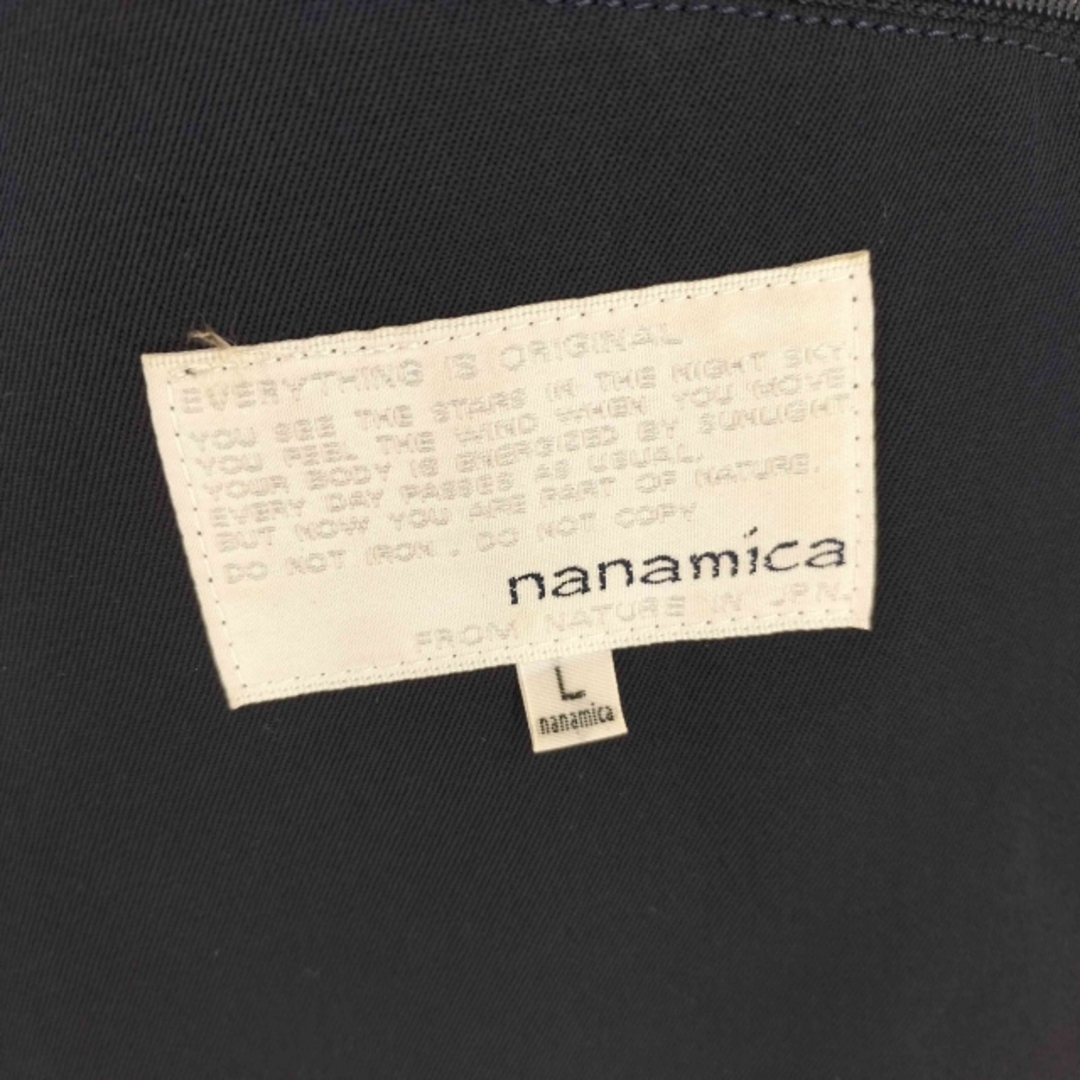 EVERYTHING IS ORIGINAL
YOU SEE THE STARS IN THE NIGHT SKY
YOU FEEL THE WIND WHEN YOU MOVE
YOUR BODY IS ENERGIZED BY SUNLIGHT
EVERY DAY PASSES AS USUAL.
BUT NOW YOU ARE PART OF NATURE.
DO NOT IRON. DO NOT COPY
nanamíca
FROM NATURE IN JPN.
L
nanamica